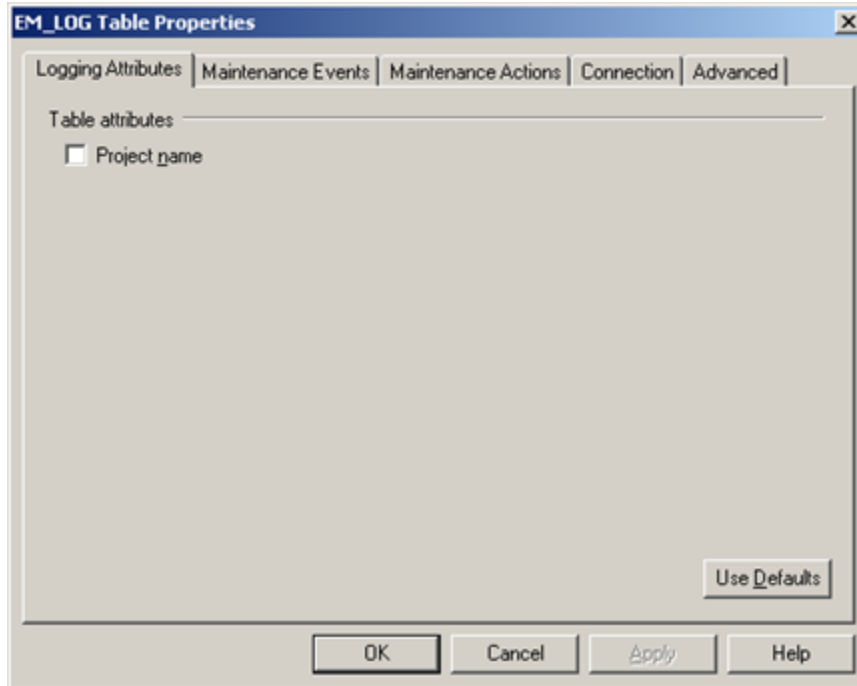 EM_LOG Table Properties
Logging Attributes Maintenance Events Maintenance Actions Connection Advanced
Table attributes
Project name
Use Defaults
OK Cancel Apply Help